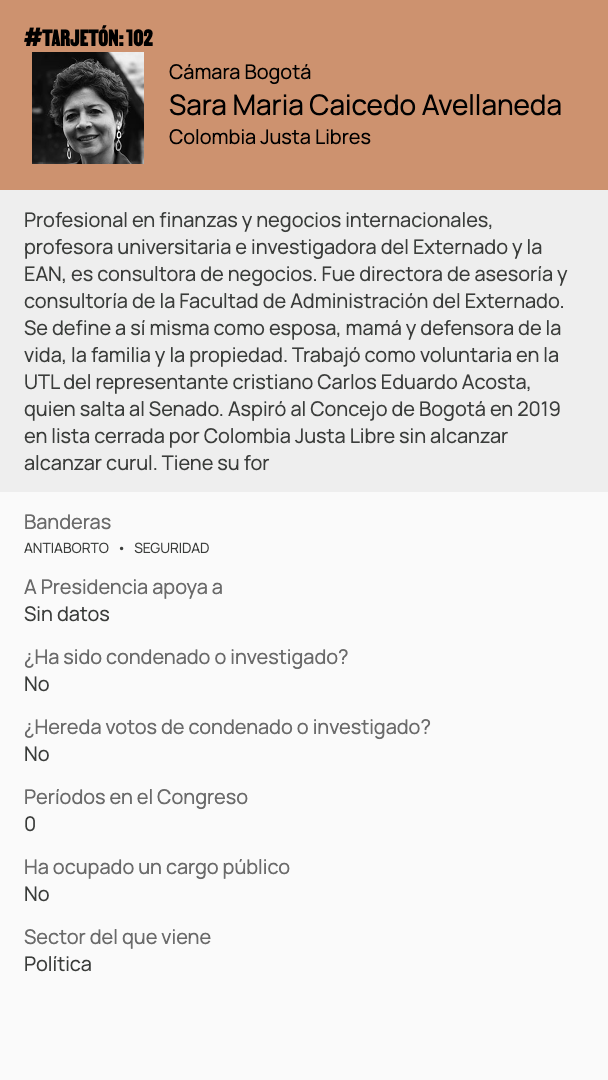 #TARJETÓN: 102
Cámara Bogotá
Sara Maria Caicedo Avellaneda
Colombia Justa Libres
Profesional en finanzas y negocios internacionales,
profesora universitaria e investigadora del Externado y la
EAN, es consultora de negocios. Fue directora de asesoría y
consultoría de la Facultad de Administración del Externado.
Se define a sí misma como esposa, mamá y defensora de la
vida, la familia y la propiedad. Trabajó como voluntaria en la
UTL del representante cristiano Carlos Eduardo Acosta,
quien salta al Senado. Aspiró al Concejo de Bogotá en 2019
en lista cerrada por Colombia Justa Libre sin alcanzar
alcanzar curul. Tiene su for
Banderas
ANTIABORTO • SEGURIDAD
A Presidencia apoya a
Sin datos
¿Ha sido condenado o investigado?
No
¿Hereda votos de condenado o investigado?
No
Períodos en el Congreso
0
Ha ocupado un cargo público
No
Sector del que viene
Política